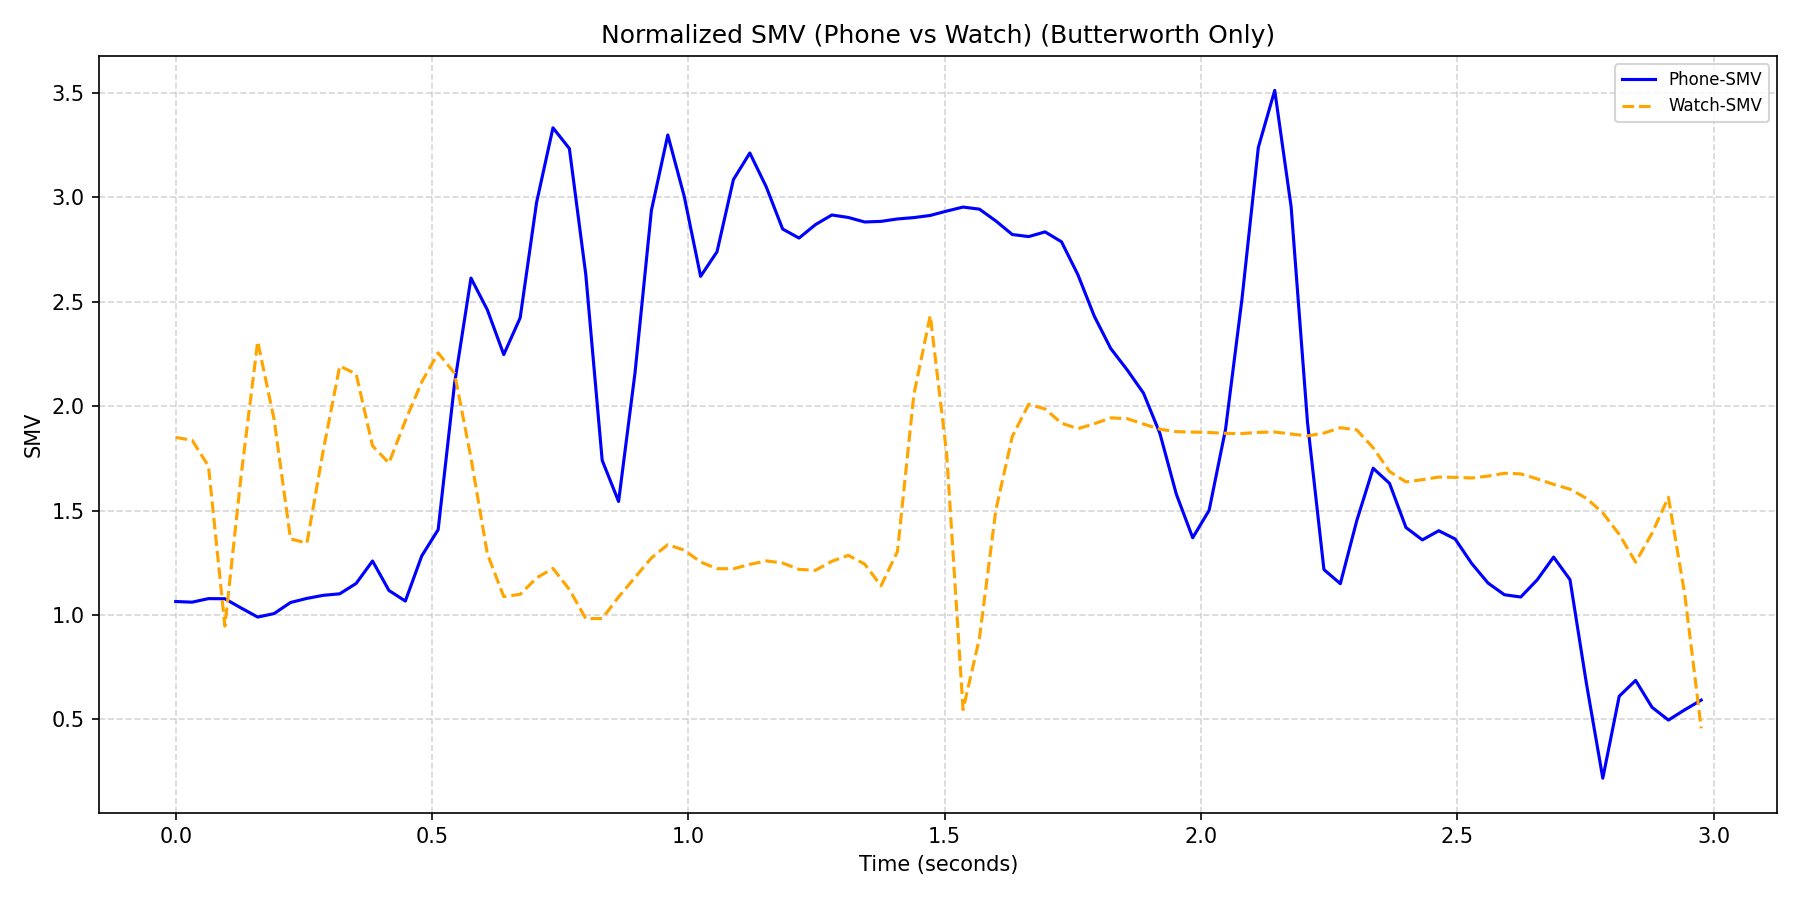 Normalized SMV (Phone vs Watch) (Butterworth Only)
Phone-SMV
Watch-SMV
SMV
3.5
3.0
2.5
2.0
1.5
1.0
0.5
0.0 0.5 1.0 1.5 2.0 2.5 3.0
Time (seconds)